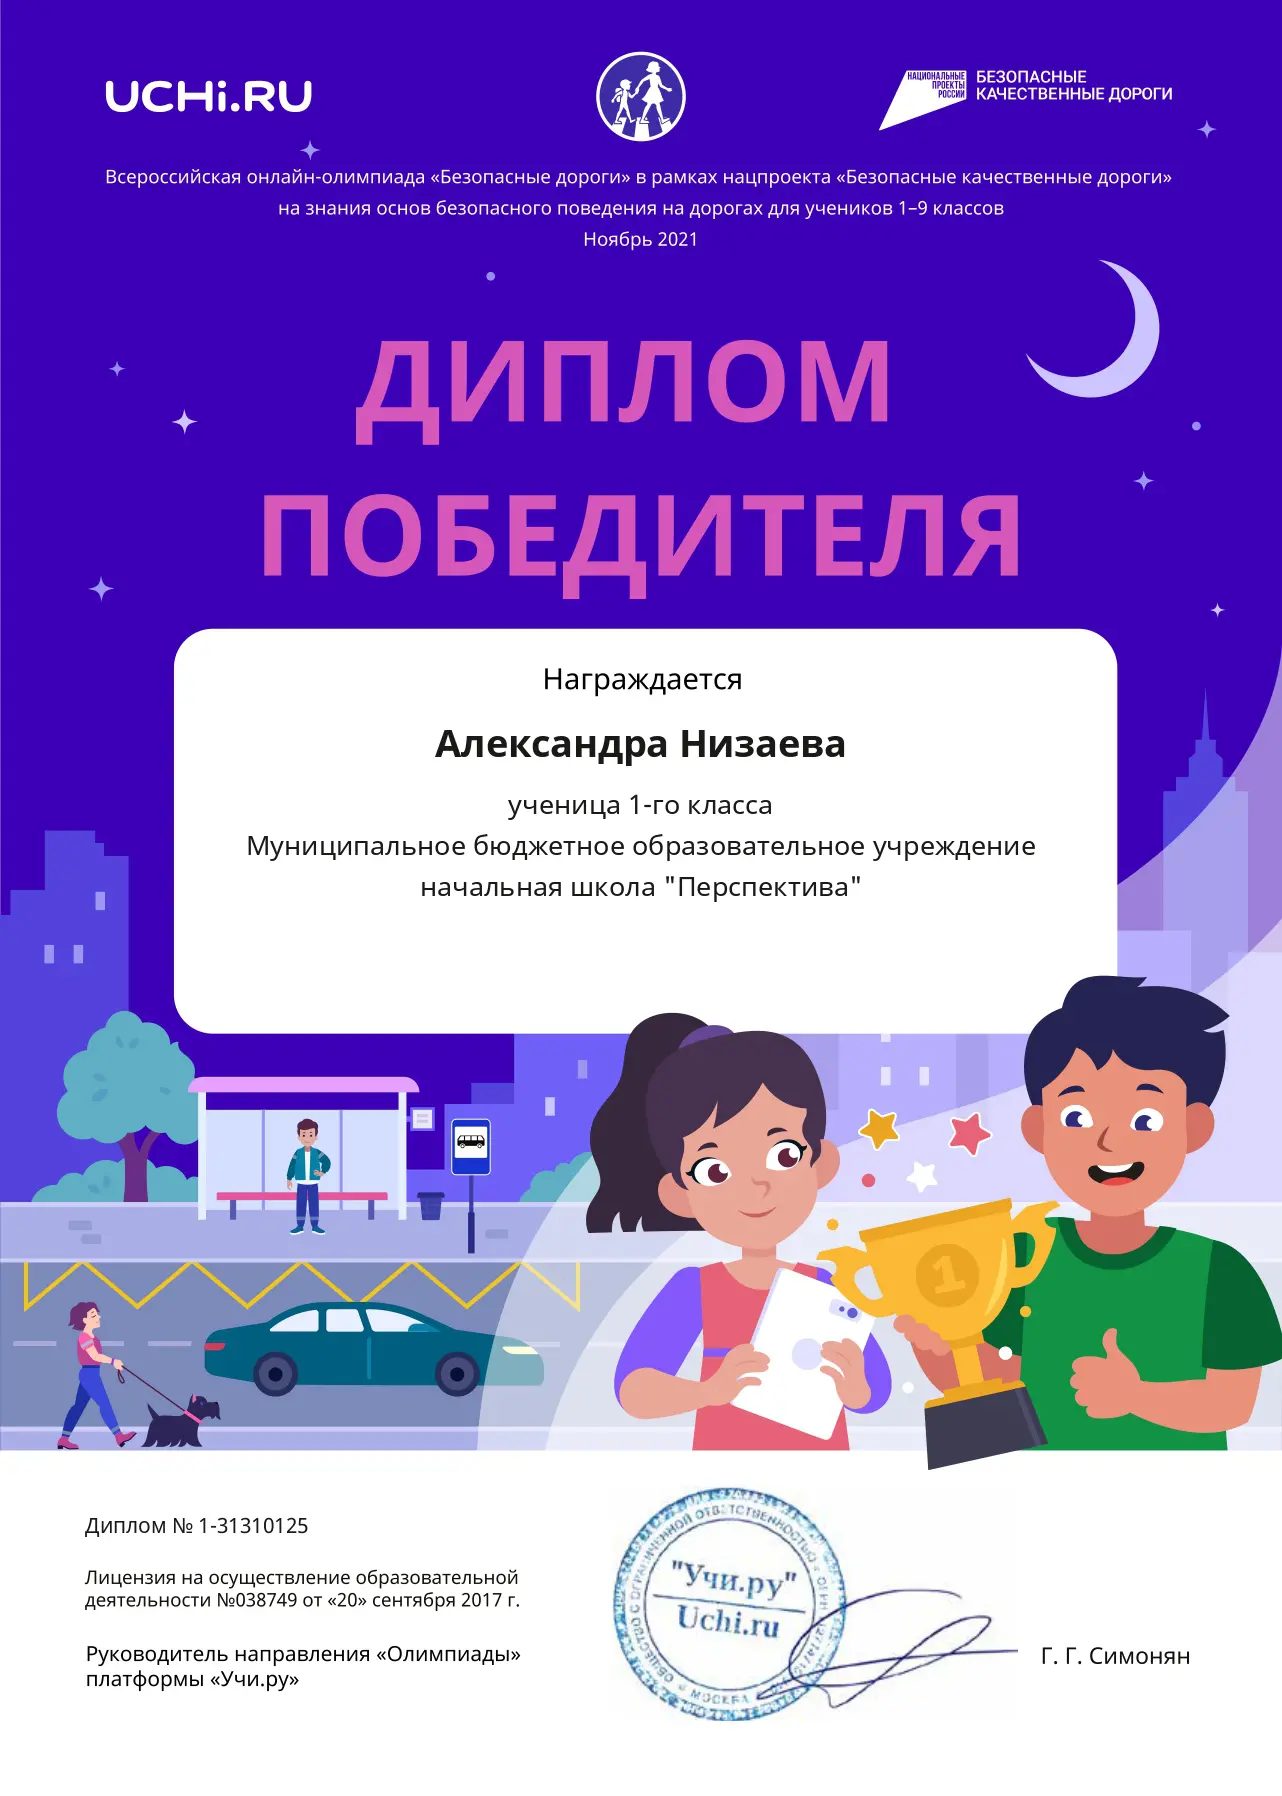 UCHi.RU
НАЦИОНАЛЬНЫЕ
ПРОЕКТЫ
РОССИИ
БЕЗОПАСНЫЕ
КАЧЕСТВЕННЫЕ ДОРОГИ
Всероссийская онлайн-олимпиада «Безопасные дороги» в рамках нацпроекта «Безопасные качественные дороги»
на знания основ безопасного поведения на дорогах для учеников 1–9 классов
Ноябрь 2021
ДИПЛОМ
ПОБЕДИТЕЛЯ
Награждается
Александра Низаева
ученица 1-го класса
Муниципальное бюджетное образовательное учреждение
начальная школа "Перспектива"
1
Диплом № 1-31310125
Лицензия на осуществление образовательной
деятельности №038749 от «20» сентября 2017 г.
Руководитель направления «Олимпиады»
платформы «Учи.ру»
ОБЩЕСТВО С ОГРАНИЧЕННОЙ ОТВЕТСТВЕННОСТЬЮ
МОСКВА
"Учи.ру"
Uchi.ru
Г. Г. Симонян